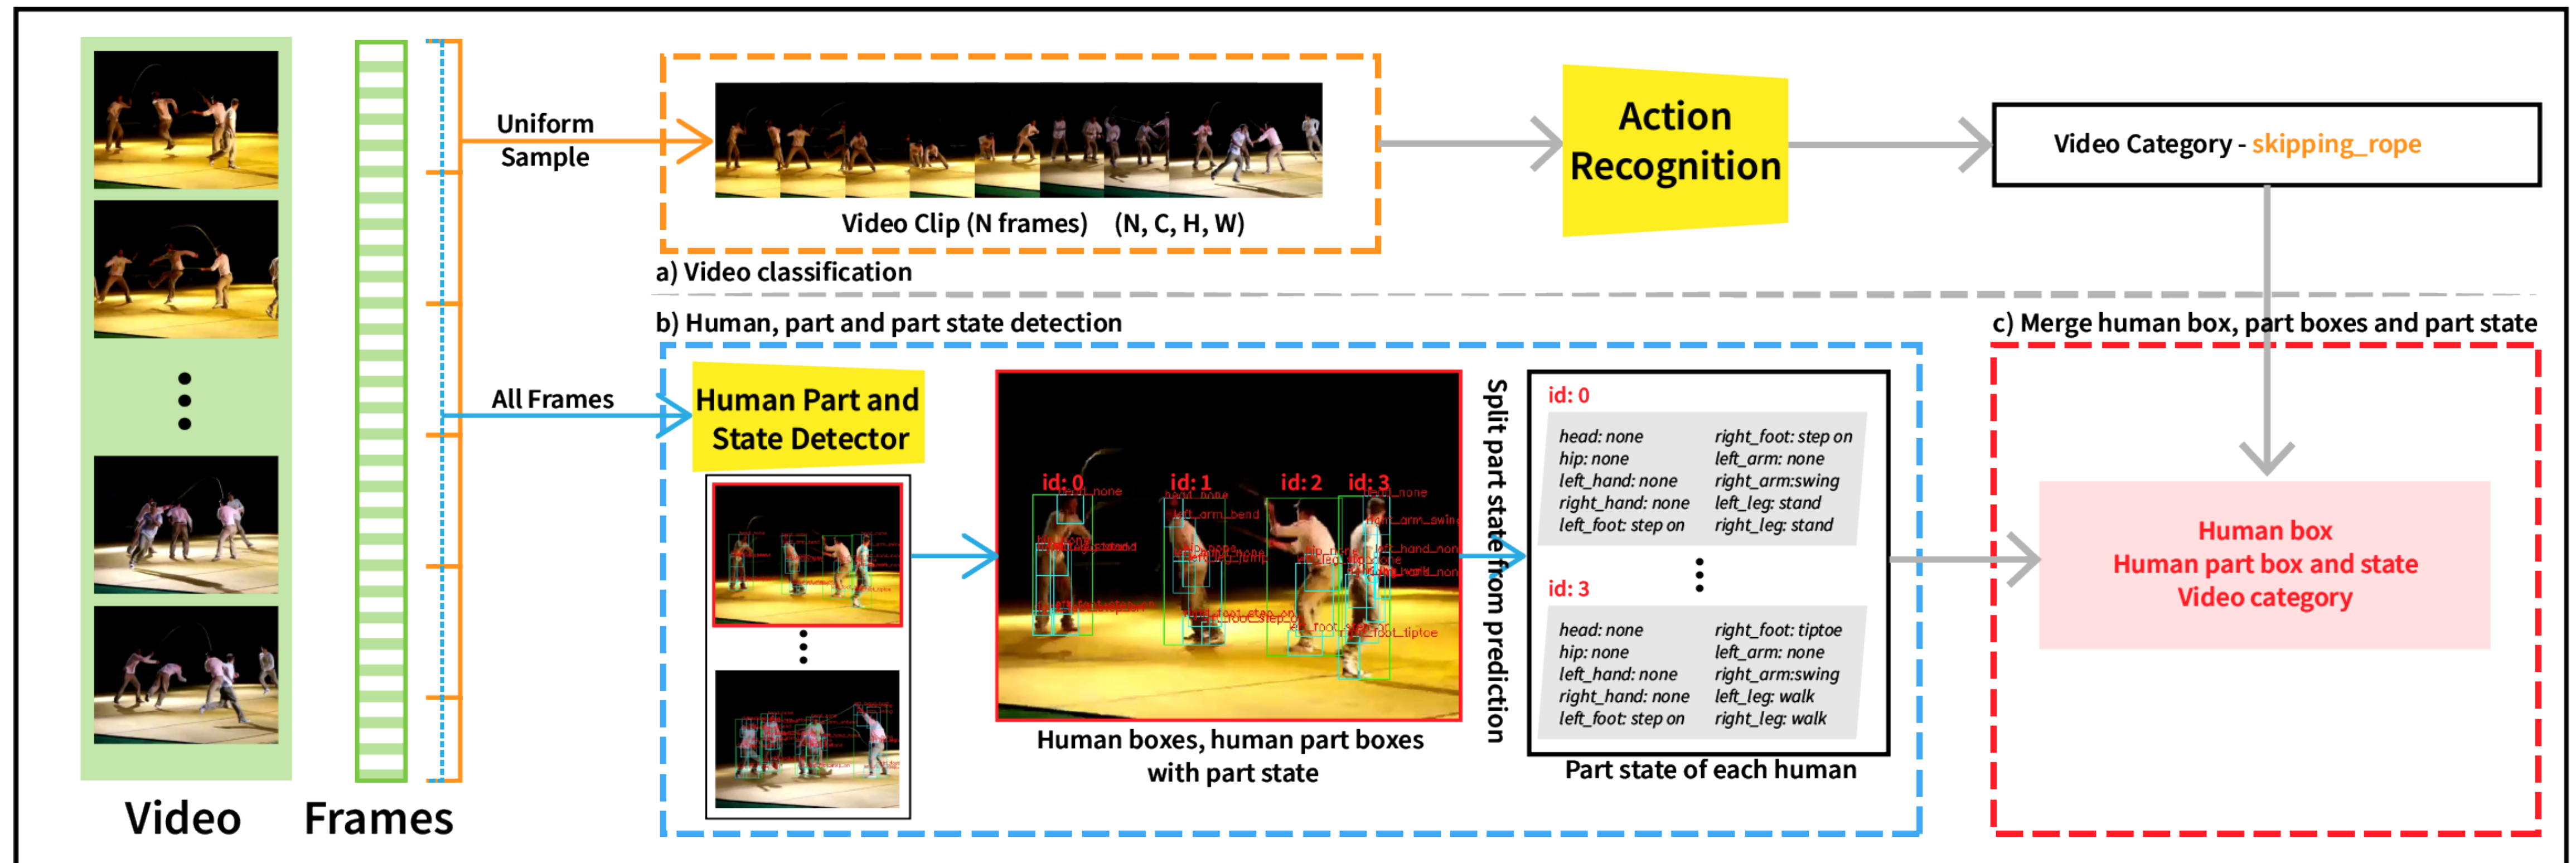 Uniform
Sample
Video Clip (N frames) (N, C, H, W)
Action
Recognition
Video Category - skipping_rope
a) Video classification
b) Human, part and part state detection
c) Merge human box, part boxes and part state
All Frames
Human Part and
State Detector
id: 0
id: 1
id: 2
id: 3
head_none
head_none
left_arm_bend
head_none
Human boxes, human part boxes
with part state
Split part state from prediction
id: 0
head: none right_foot: step on
hip: none left_arm: none
left_hand: none right_arm:swing
right_hand: none left_leg: stand
left_foot: step on right_leg: stand
id: 3
head: none right_foot: tiptoe
hip: none left_arm: none
left_hand: none right_arm:swing
right_hand: none left_leg: walk
left_foot: step on right_leg: walk
Part state of each human
Human box
Human part box and state
Video category
Video
Frames